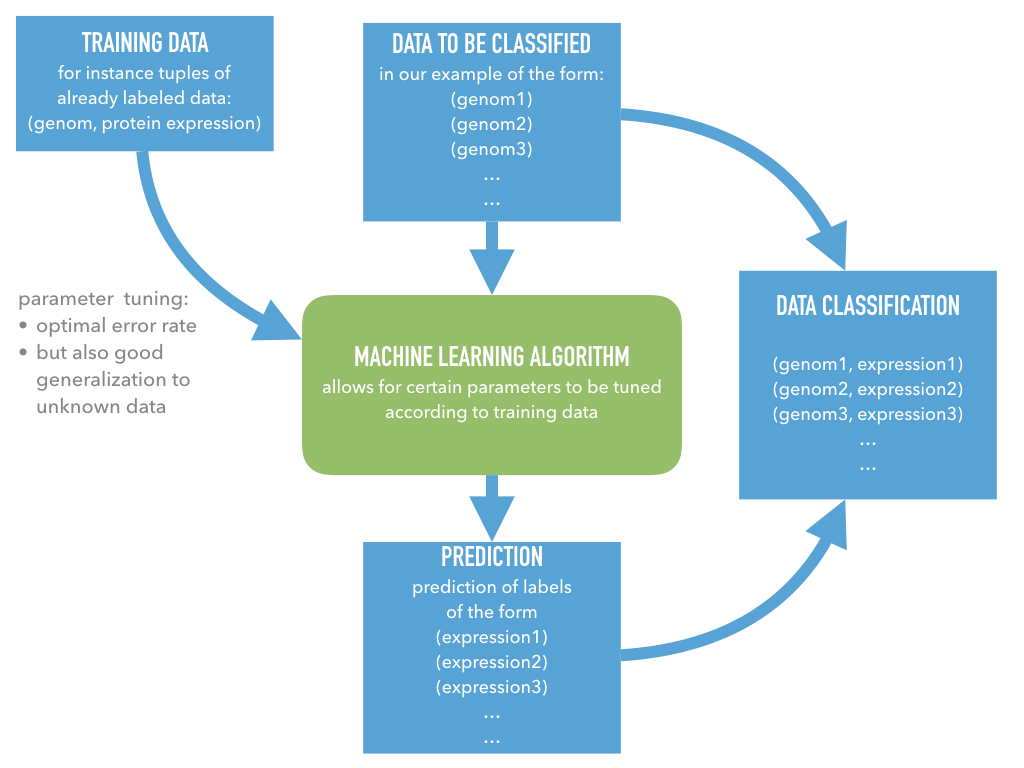 TRAINING DATA
for instance tuples of
already labeled data:
(genom, protein expression)
DATA TO BE CLASSIFIED
in our example of the form:
(genom1)
(genom2)
(genom3)
...
...
parameter tuning:
• optimal error rate
• but also good
generalization to
unknown data
MACHINE LEARNING ALGORITHM
allows for certain parameters to be tuned
according to training data
DATA CLASSIFICATION
(genom1, expression1)
(genom2, expression2)
(genom3, expression3)
...
...
PREDICTION
prediction of labels
of the form
(expression1)
(expression2)
(expression3)
...
...